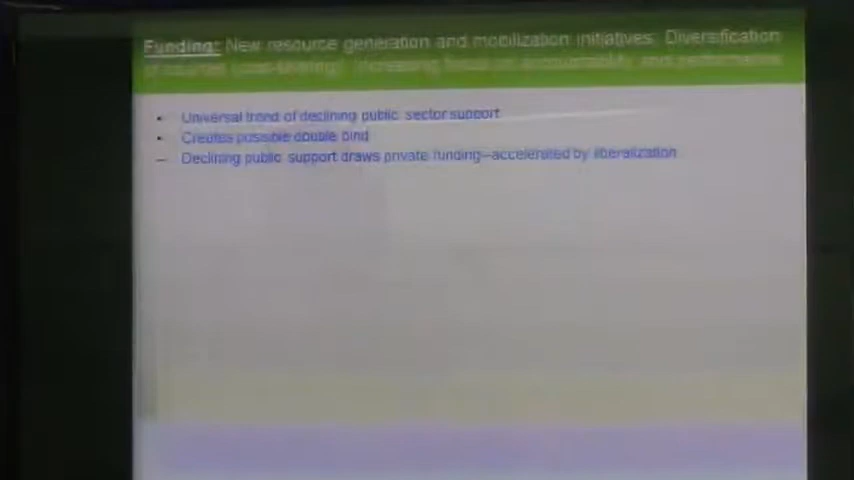 Funding: New resource generation and mobilization initiatives: Diversification
of sources (cost-sharing). Increasing focus on accountability and performance
• Universal trend of declining public sector support
• Creates possible double bind
– Declining public support draws private funding–accelerated by liberalization